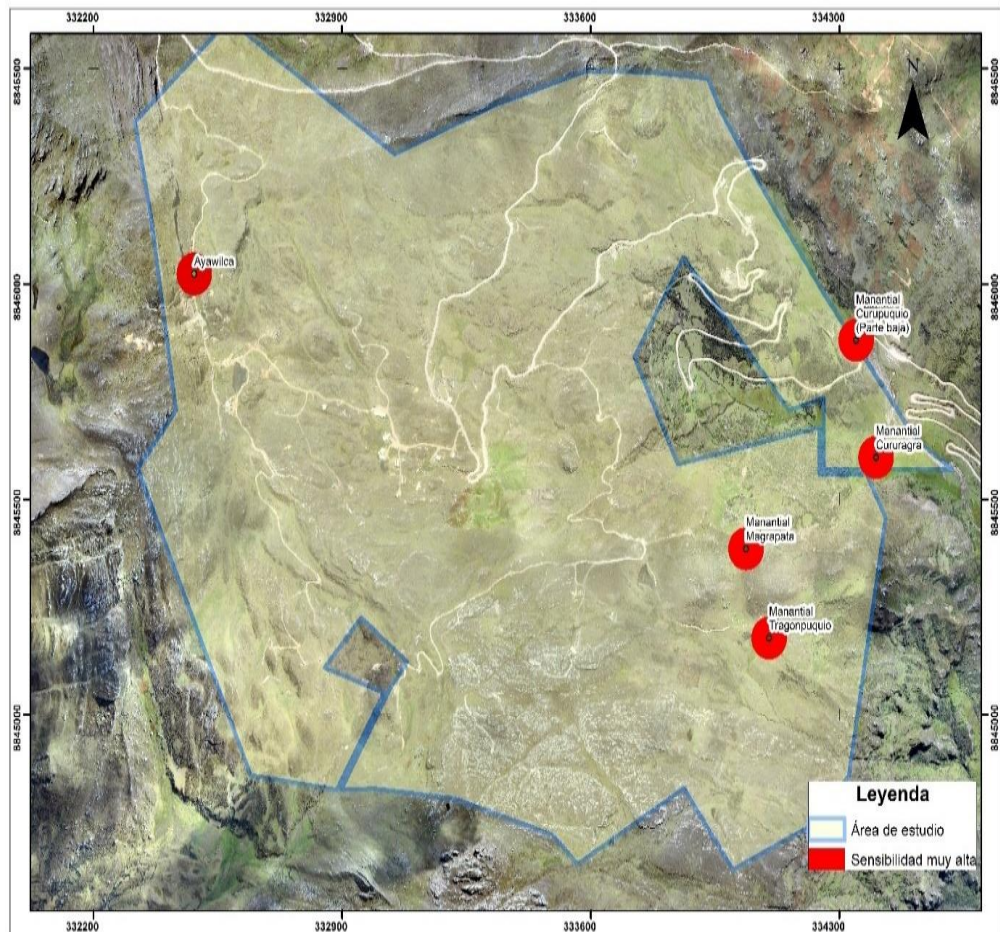 332200 332900 333600 334300
8846500 8846500
N
Ayawilca
8846000 8846000
Manantial
Curupuquio
(Parte baja)
Manantial
Cururagra
8845500 8845500
Manantial
Magrapata
Manantial
Tragonpuquio
8845000 8845000
Leyenda
Área de estudio
Sensibilidad muy alta
332200 332900 333600 334300